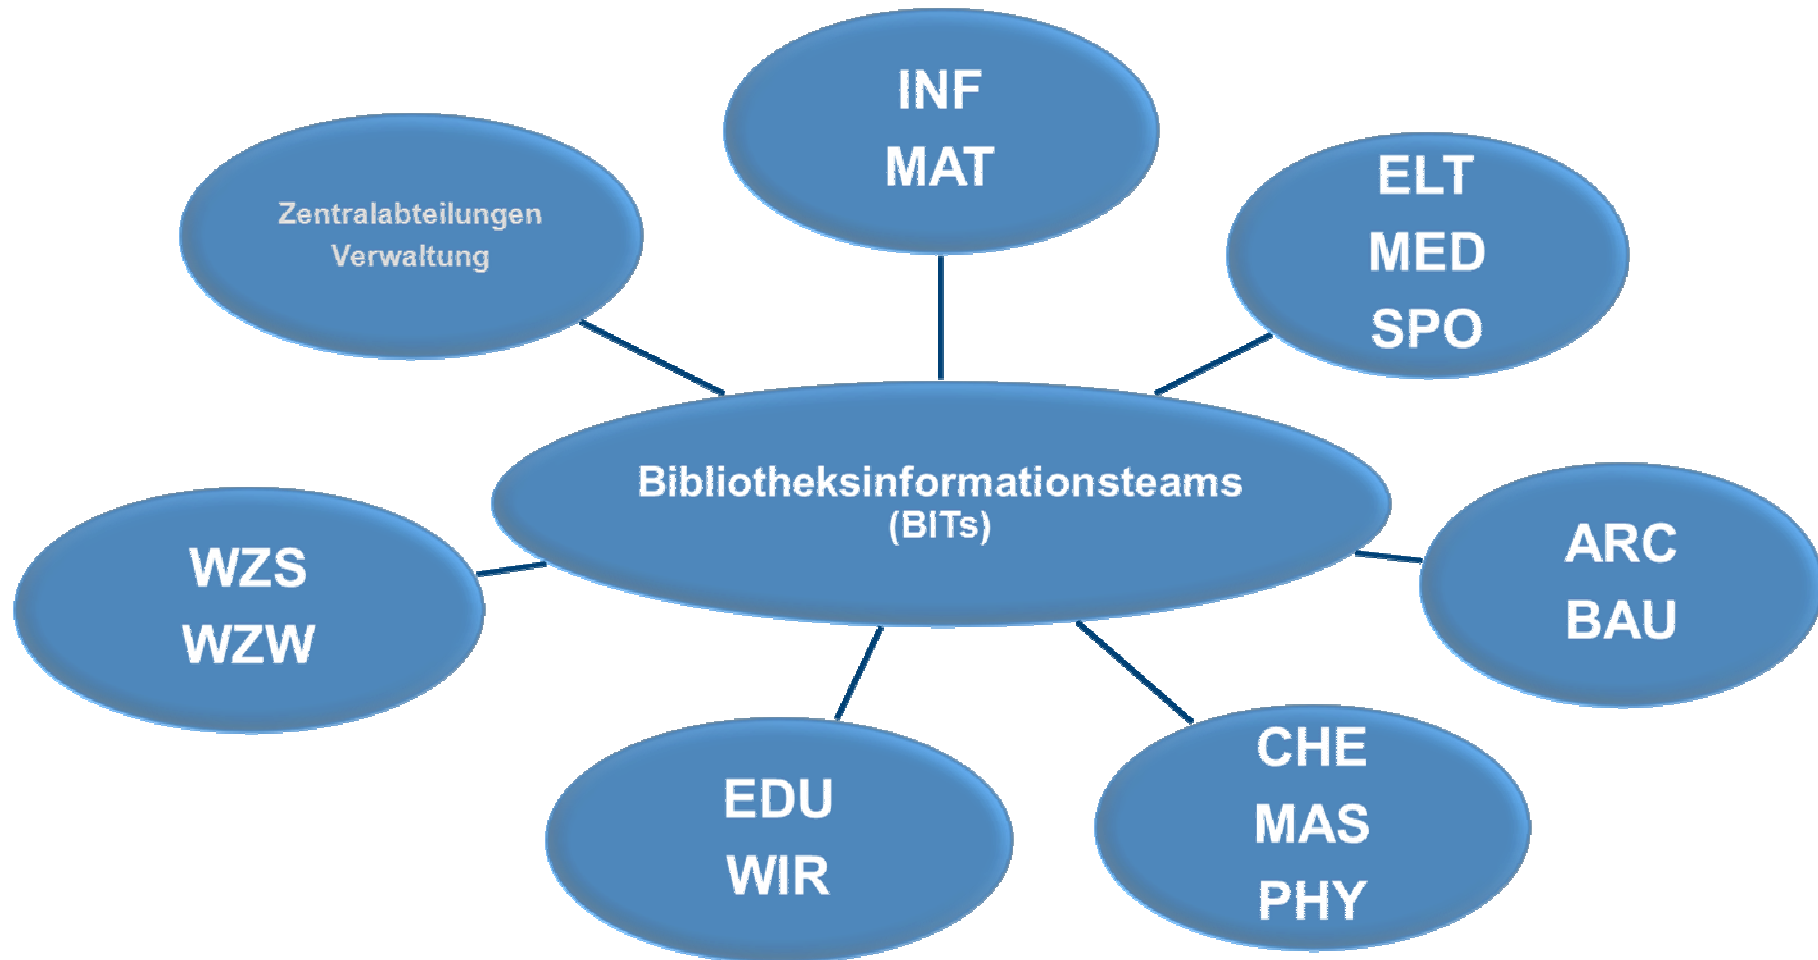 INF
MAT
Zentralabteilungen
Verwaltung
ELT
MED
SPO
Bibliotheksinformationsteams
(BITs)
WZS
WZW
ARC
BAU
EDU
WIR
CHE
MAS
PHY